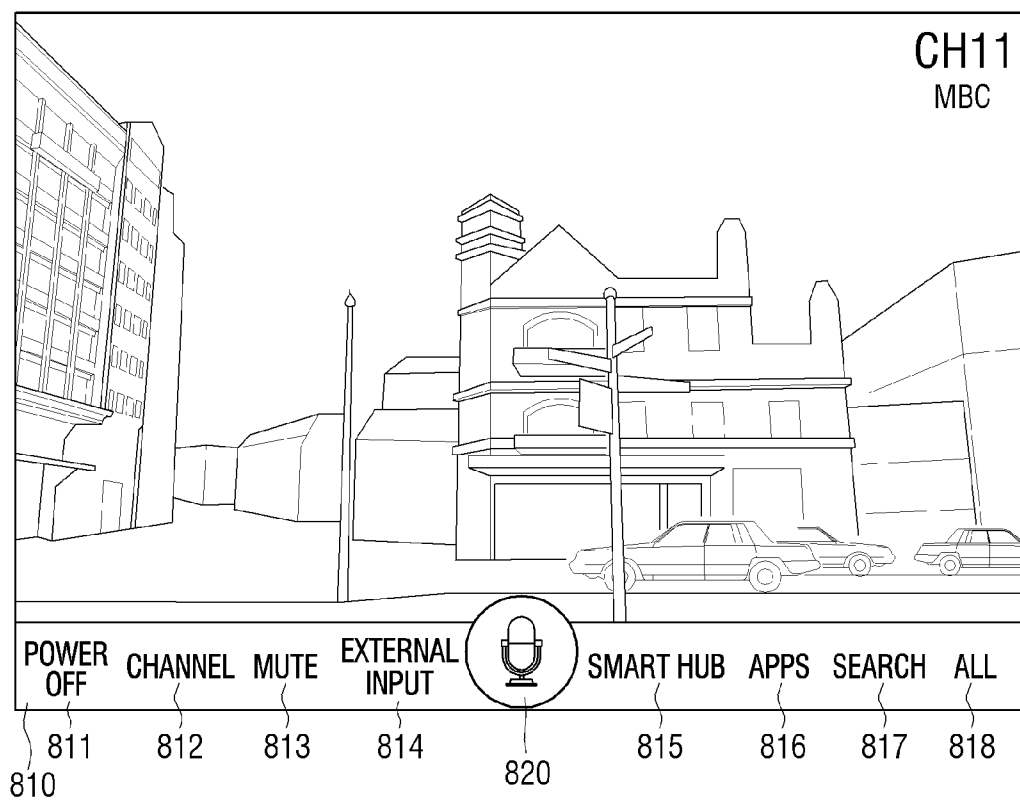 CH11
MBC
POWER OFF CHANNEL MUTE EXTERNAL INPUT SMART HUB APPS SEARCH ALL
811 812 813 814 820 815 816 817 818
810